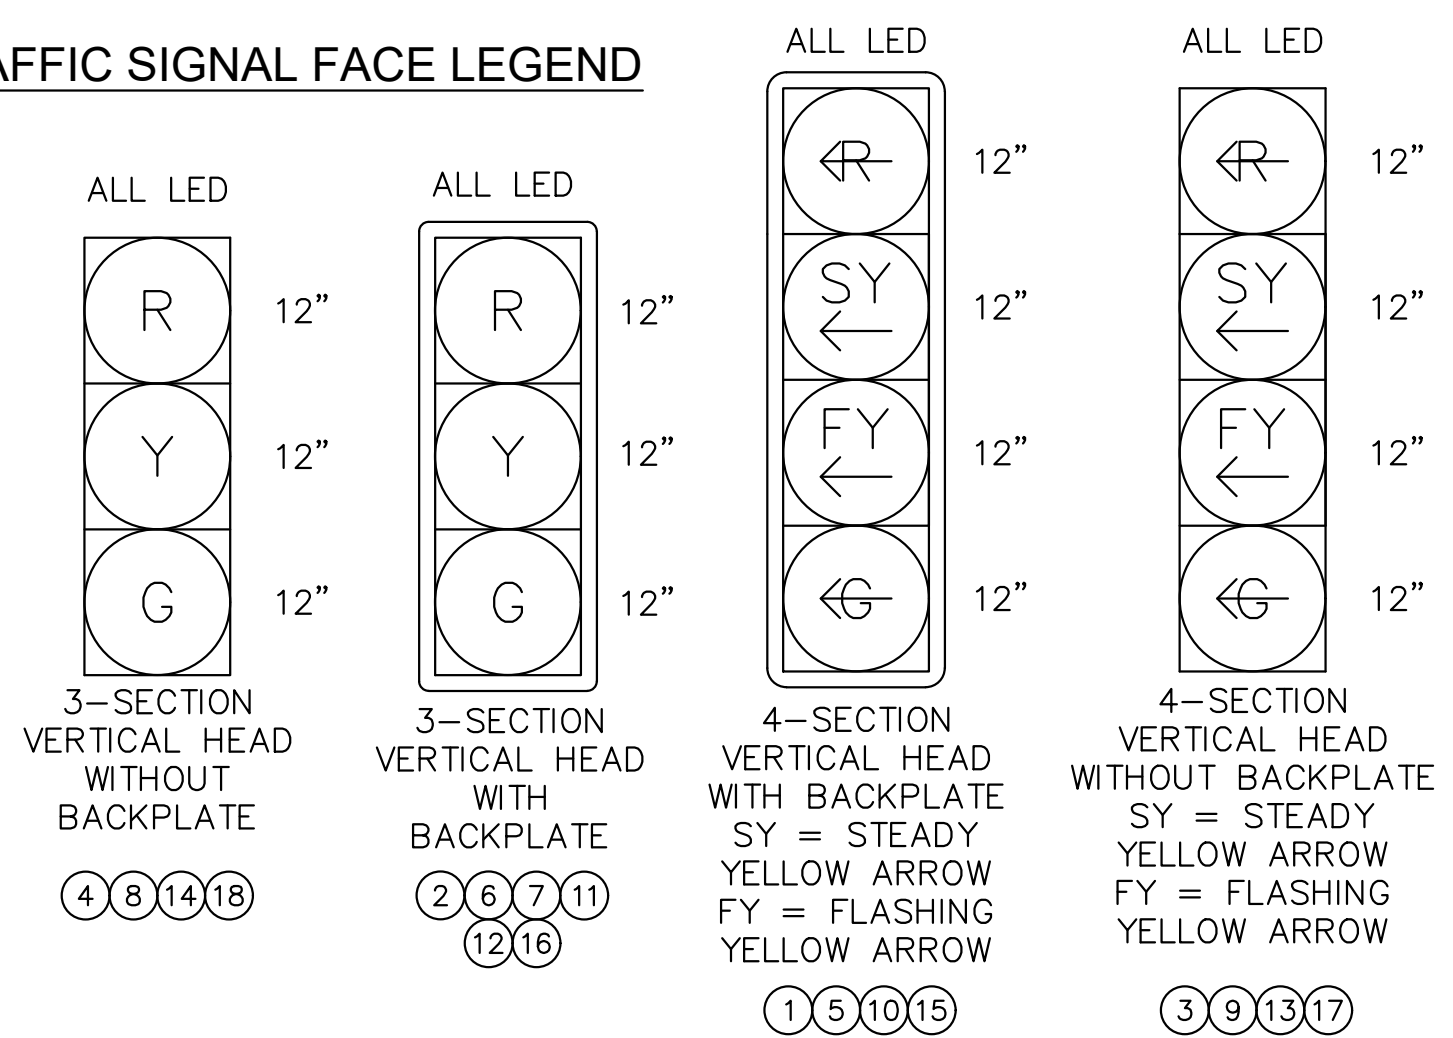 AFFIC SIGNAL FACE LEGEND
ALL LED
R
12”
Y
12”
G
12”
3–SECTION
VERTICAL HEAD
WITHOUT
BACKPLATE
4 8 14 18
ALL LED
R
12”
Y
12”
G
12”
3–SECTION
VERTICAL HEAD
WITH
BACKPLATE
2 6 7 11
12 16
ALL LED
R
12”
SY
12”
FY
12”
G
12”
4–SECTION
VERTICAL HEAD
WITH BACKPLATE
SY = STEADY
YELLOW ARROW
FY = FLASHING
YELLOW ARROW
1 5 10 15
ALL LED
R
12”
SY
12”
FY
12”
G
12”
4–SECTION
VERTICAL HEAD
WITHOUT BACKPLATE
SY = STEADY
YELLOW ARROW
FY = FLASHING
YELLOW ARROW
3 9 13 17